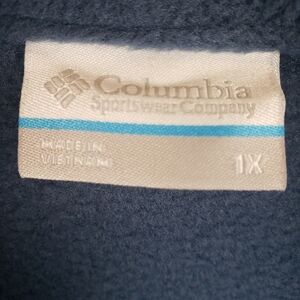 Columbia
Sportswear Company
MADE IN
VIETNAM
1X